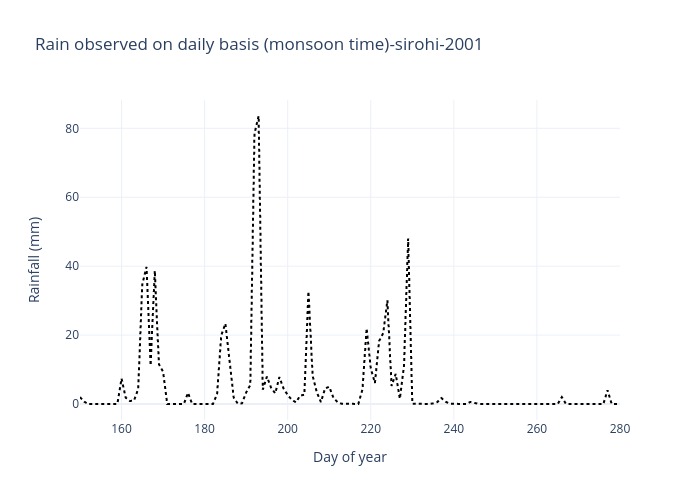 Rain observed on daily basis (monsoon time)-sirohi-2001
80
60
40
20
0
Rainfall (mm)
160 180 200 220 240 260 280
Day of year